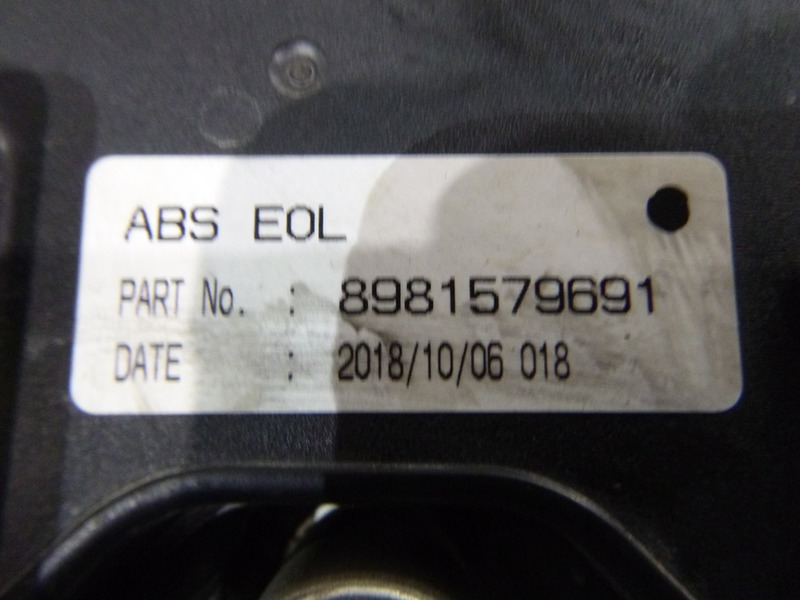 ABS EOL
PART No. : 8981579691
DATE : 2018/10/06 018